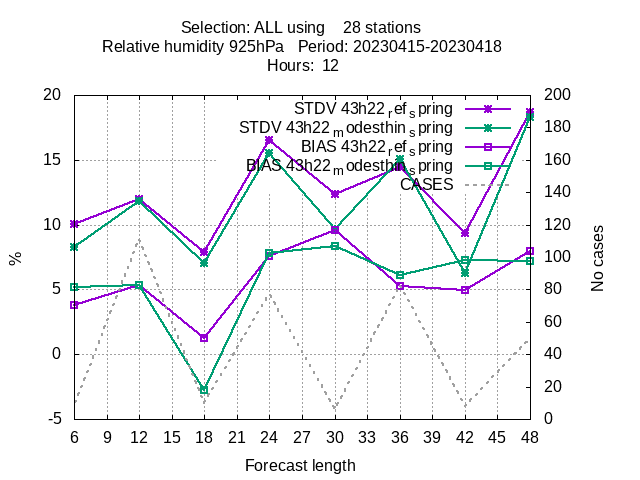 Selection: ALL using    28 stations
Relative humidity 925hPa   Period: 20230415-20230418
Hours:  12
STDV 43h22 ref spring
STDV 43h22 modesthin spring
BIAS 43h22 ref spring
BIAS 43h22 modesthin spring
CASES
20
15
10
5
0
-5
%
200
180
160
140
120
100
80
60
40
20
0
No cases
6 9 12 15 18 21 24 27 30 33 36 39 42 45 48
Forecast length